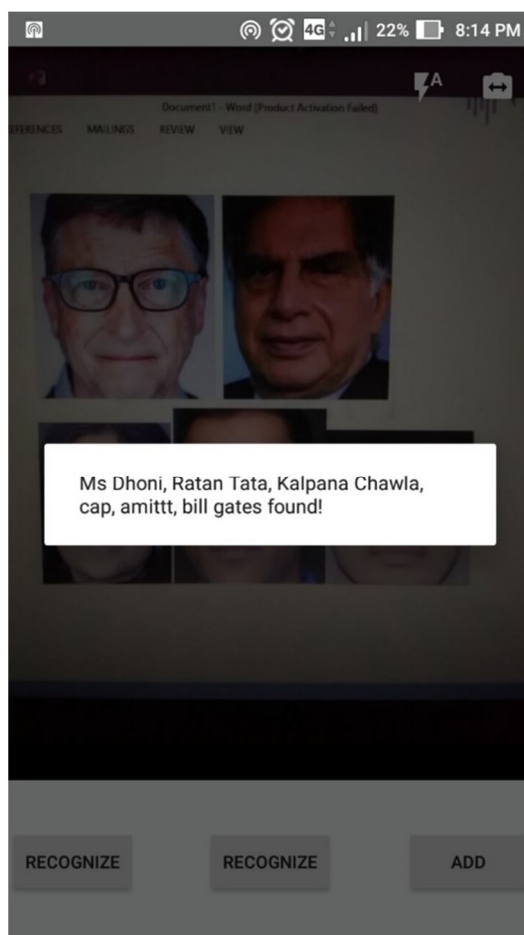 4G 22% 8:14 PM
A
Document1 - Word (Product Activation Failed)
EFERENCES MAILINGS REVIEW VIEW
Ms Dhoni, Ratan Tata, Kalpana Chawla,
cap, amittt, bill gates found!
RECOGNIZE RECOGNIZE ADD